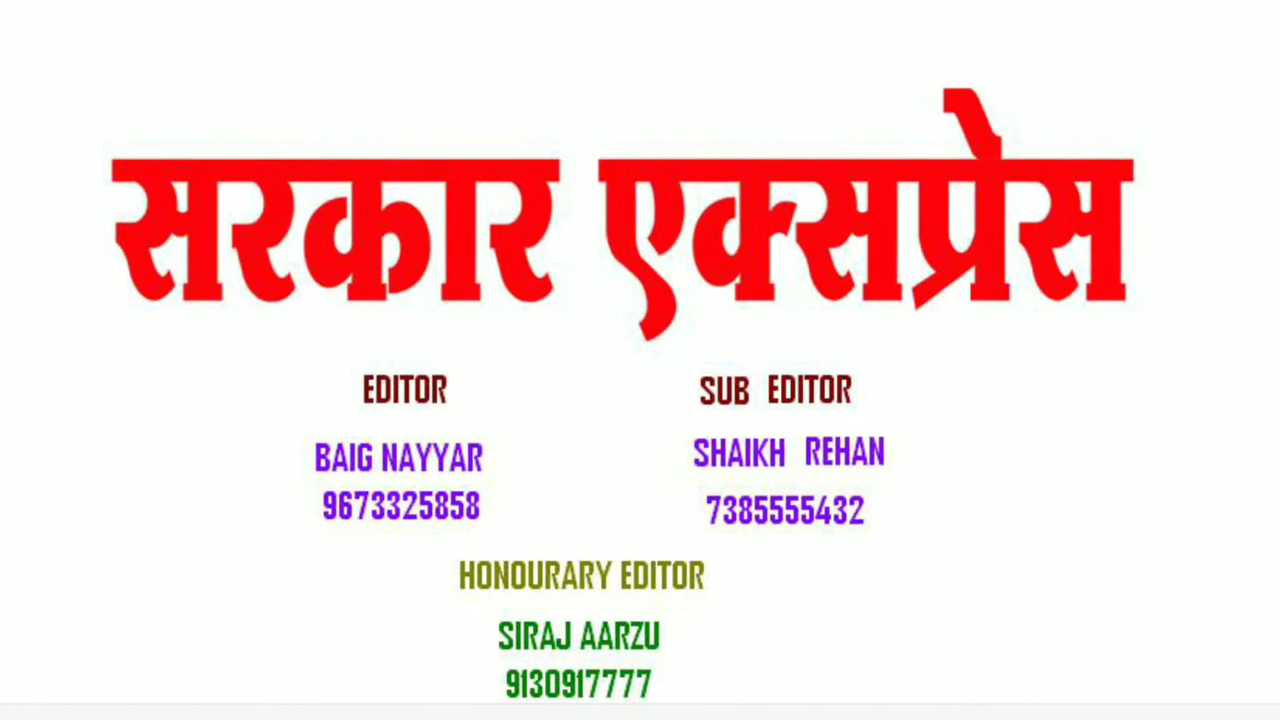 सरकार एक्सप्रेस
EDITOR SUB EDITOR
BAIG NAYYAR SHAIKH REHAN
9673325858 7385555432
HONOURARY EDITOR
SIRAJ AARZU
9130917777